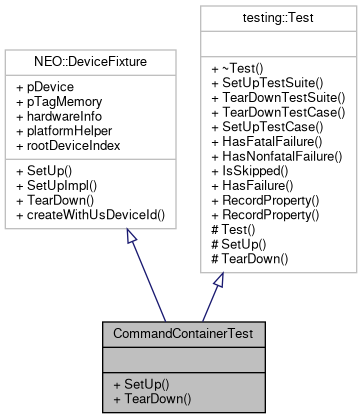 NEO::DeviceFixture
+ pDevice
+ pTagMemory
+ hardwareInfo
+ platformHelper
+ rootDeviceIndex
+ SetUp()
+ SetUpImpl()
+ TearDown()
+ createWithUsDeviceId()
testing::Test
+ ~Test()
+ SetUpTestSuite()
+ TearDownTestSuite()
+ TearDownTestCase()
+ SetUpTestCase()
+ HasFatalFailure()
+ HasNonfatalFailure()
+ IsSkipped()
+ HasFailure()
+ RecordProperty()
+ RecordProperty()
# Test()
# SetUp()
# TearDown()
CommandContainerTest
+ SetUp()
+ TearDown()